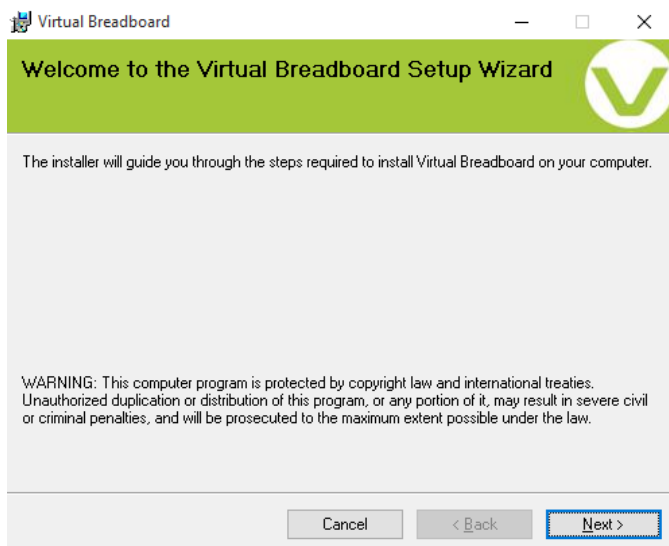 Virtual Breadboard
Welcome to the Virtual Breadboard Setup Wizard
The installer will guide you through the steps required to install Virtual Breadboard on your computer.
WARNING: This computer program is protected by copyright law and international treaties.
Unauthorized duplication or distribution of this program, or any portion of it, may result in severe civil
or criminal penalties, and will be prosecuted to the maximum extent possible under the law.
Cancel
< Back
Next >